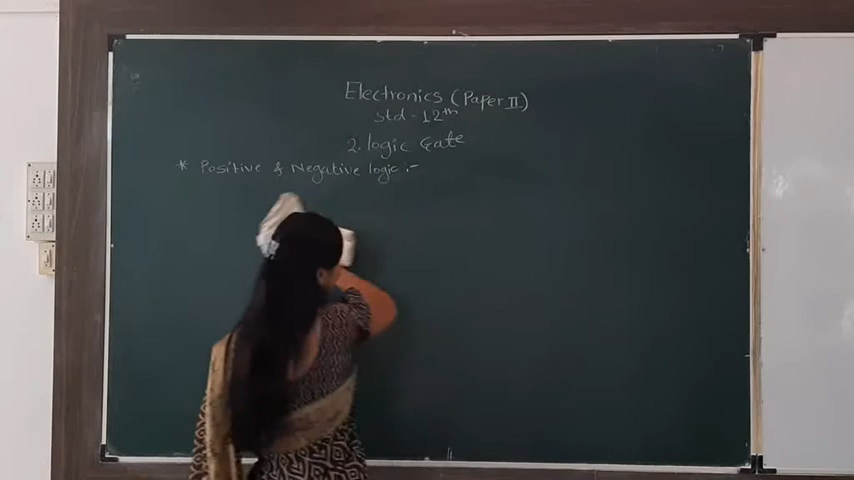 Electronics (Paper II)
std - 12th
2. logic Gate
* Positive & Negative logic :-